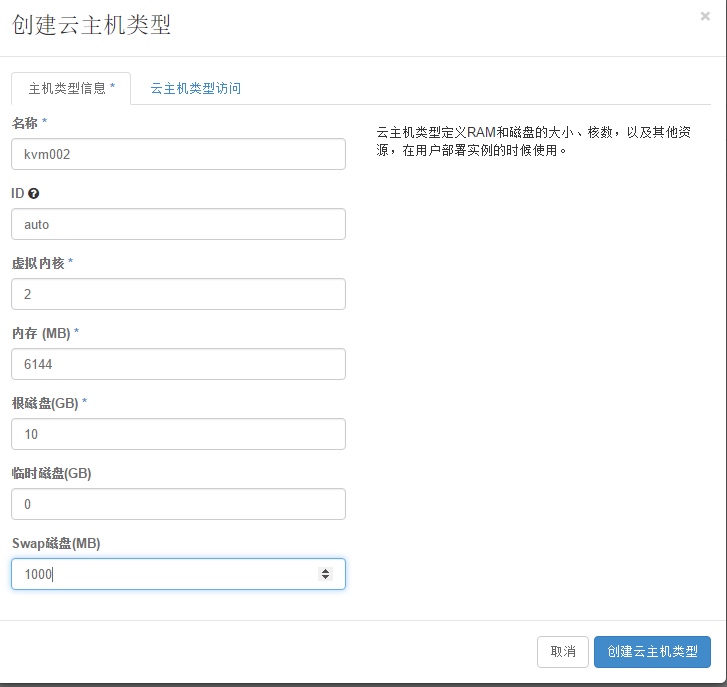 创建云主机类型
×
主机类型信息 *
云主机类型访问
名称 *
kvm002
云主机类型定义RAM和磁盘的大小、核数，以及其他资
源，在用户部署实例的时候使用。
ID
auto
虚拟内核 *
2
内存 (MB) *
6144
根磁盘(GB) *
10
临时磁盘(GB)
0
Swap磁盘(MB)
1000
取消
创建云主机类型